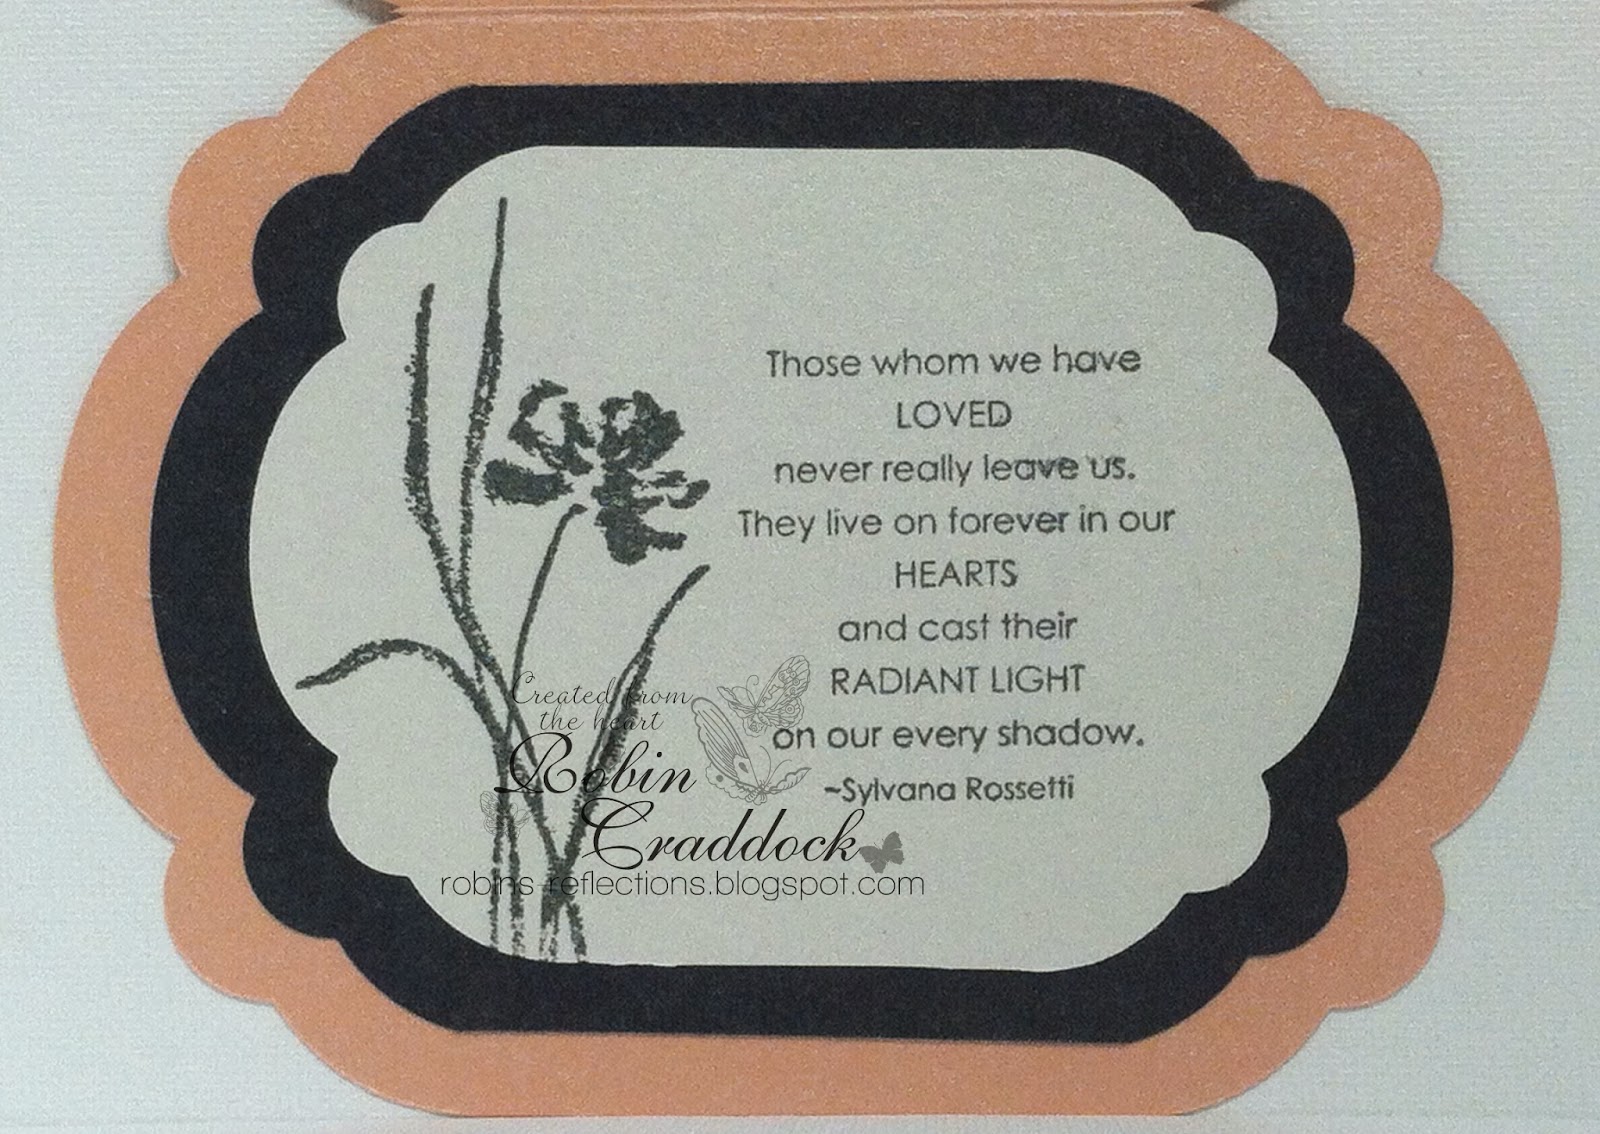 Those whom we have
LOVED
never really leave us.
They live on forever in our
HEARTS
and cast their
RADIANT LIGHT
on our every shadow.
~Sylvana Rossetti
Created from
the heart
Robin
Craddock
robins-reflections.blogspot.com